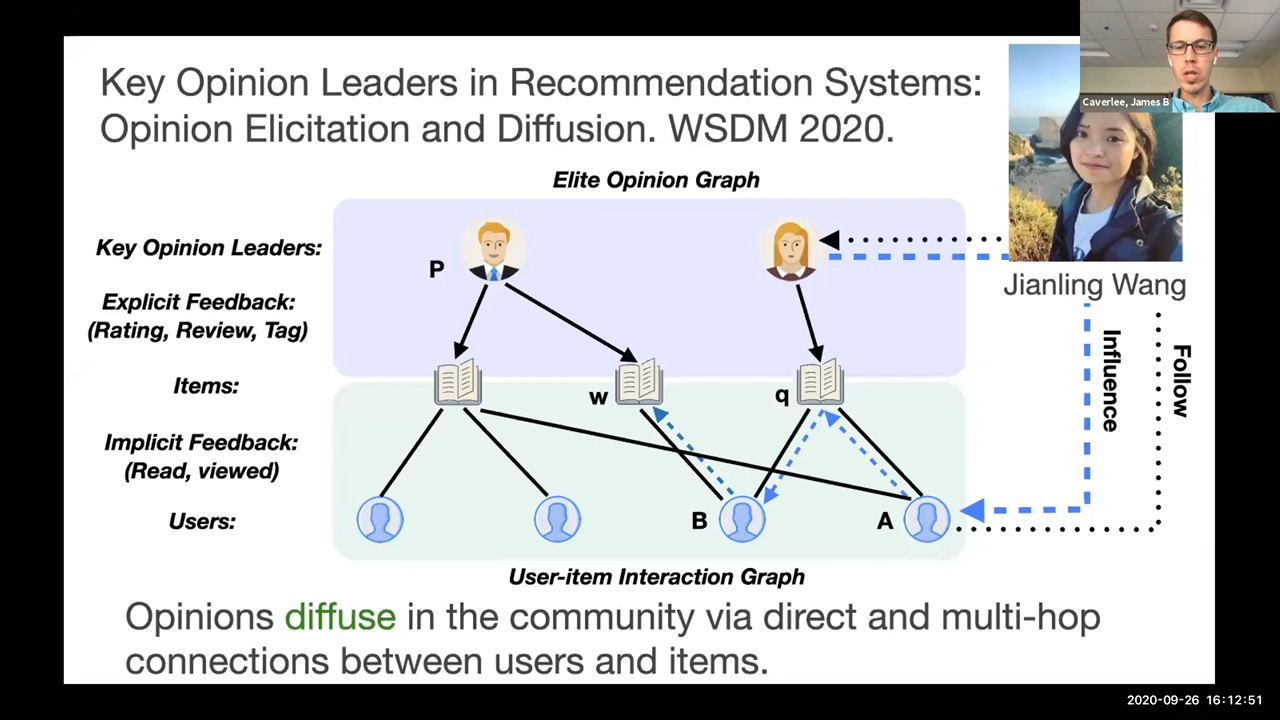 Key Opinion Leaders in Recommendation Systems:
Opinion Elicitation and Diffusion. WSDM 2020.
Caverlee, James B
Elite Opinion Graph
Key Opinion Leaders:
P
Explicit Feedback:
(Rating, Review, Tag)
Jianling Wang
Influence
Follow
Items:
w
q
Implicit Feedback:
(Read, viewed)
Users:
B
A
User-item Interaction Graph
Opinions diffuse in the community via direct and multi-hop
connections between users and items.
2020-09-26 16:12:51